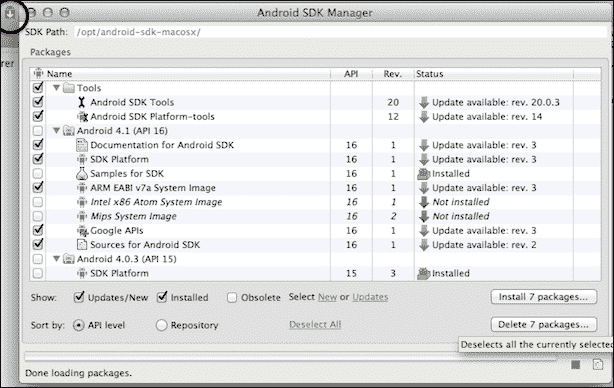 Android SDK Manager
SDK Path: /opt/android-sdk-macosx/
rer
Packages
Name API Rev. Status
Tools
Android SDK Tools 20 Update available: rev. 20.0.3
Android SDK Platform-tools 12 Update available: rev. 14
Android 4.1 (API 16)
Documentation for Android SDK 16 1 Update available: rev. 3
SDK Platform 16 1 Update available: rev. 3
Samples for SDK 16 1 Installed
ARM EABI v7a System Image 16 1 Update available: rev. 3
Intel x86 Atom System Image 16 1 Not installed
Mips System Image 16 2 Not installed
Google APIs 16 1 Update available: rev. 3
Sources for Android SDK 16 1 Update available: rev. 2
Android 4.0.3 (API 15)
SDK Platform 15 3 Installed
Show: Updates/New Installed Obsolete Select New or Updates Install 7 packages...
Sort by: API level Repository Deselect All Delete 7 packages...
Deselects all the currently selected
Done loading packages.